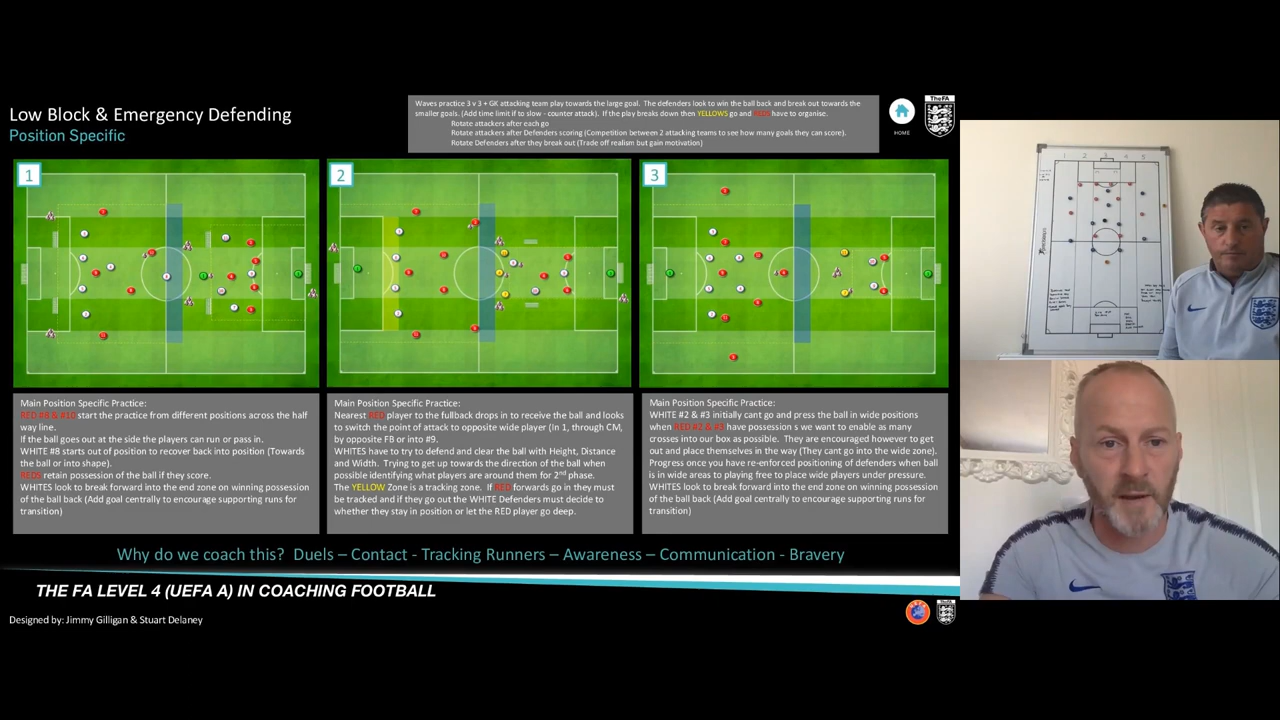 Low Block & Emergency Defending
Position Specific
Waves practice 3 v 3 + GK attacking team play towards the large goal. The defenders look to win the ball back and break out towards the
smaller goals. (Add time limit if to slow - counter attack). If the play breaks down then YELLOWS go and REDS have to organise.
Rotate attackers after each go
Rotate attackers after Defenders scoring (Competition between 2 attacking teams to see how many goals they can score).
Rotate Defenders after they break out (Trade off realism but gain motivation)
HOME
TheFA
1
2
3
Main Position Specific Practice:
RED #8 & #10 start the practice from different positions across the half
way line.
If the ball goes out at the side the players can run or pass in.
WHITE #8 starts out of position to recover back into position (Towards
the ball or into shape).
REDS retain possession of the ball if they score.
WHITES look to break forward into the end zone on winning possession
of the ball back (Add goal centrally to encourage supporting runs for
transition)
Main Position Specific Practice:
Nearest RED player to the fullback drops in to receive the ball and looks
to switch the point of attack to opposite wide player (In 1, through CM,
by opposite FB or into #9.
WHITES have to try to defend and clear the ball with Height, Distance
and Width. Trying to get up towards the direction of the ball when
possible identifying what players are around them for 2nd phase.
The YELLOW Zone is a tracking zone. If RED forwards go in they must
be tracked and if they go out the WHITE Defenders must decide to
whether they stay in position or let the RED player go deep.
Main Position Specific Practice:
WHITE #2 & #3 initially cant go and press the ball in wide positions
when RED #2 & #3 have possession s we want to enable as many
crosses into our box as possible. They are encouraged however to get
out and place themselves in the way (They cant go into the wide zone).
Progress once you have re-enforced positioning of defenders when ball
is in wide areas to playing free to place wide players under pressure.
WHITES look to break forward into the end zone on winning possession
of the ball back (Add goal centrally to encourage supporting runs for
transition)
Why do we coach this? Duels – Contact - Tracking Runners – Awareness – Communication - Bravery
THE FA LEVEL 4 (UEFA A) IN COACHING FOOTBALL
Designed by: Jimmy Gilligan & Stuart Delaney
1 2 3 4 5